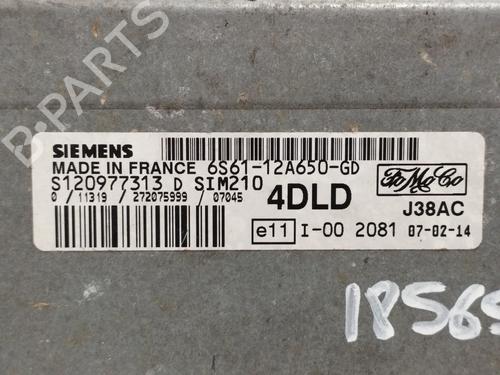 B-PARTS
SIEMENS
MADE IN FRANCE 6S61-12A650-GD
S120977313 D SIM210
0 / 11319 / 272075999 / 07045
4DLD
FoMoCo
J38AC
e11 I-00 2081 07-02-14
18565